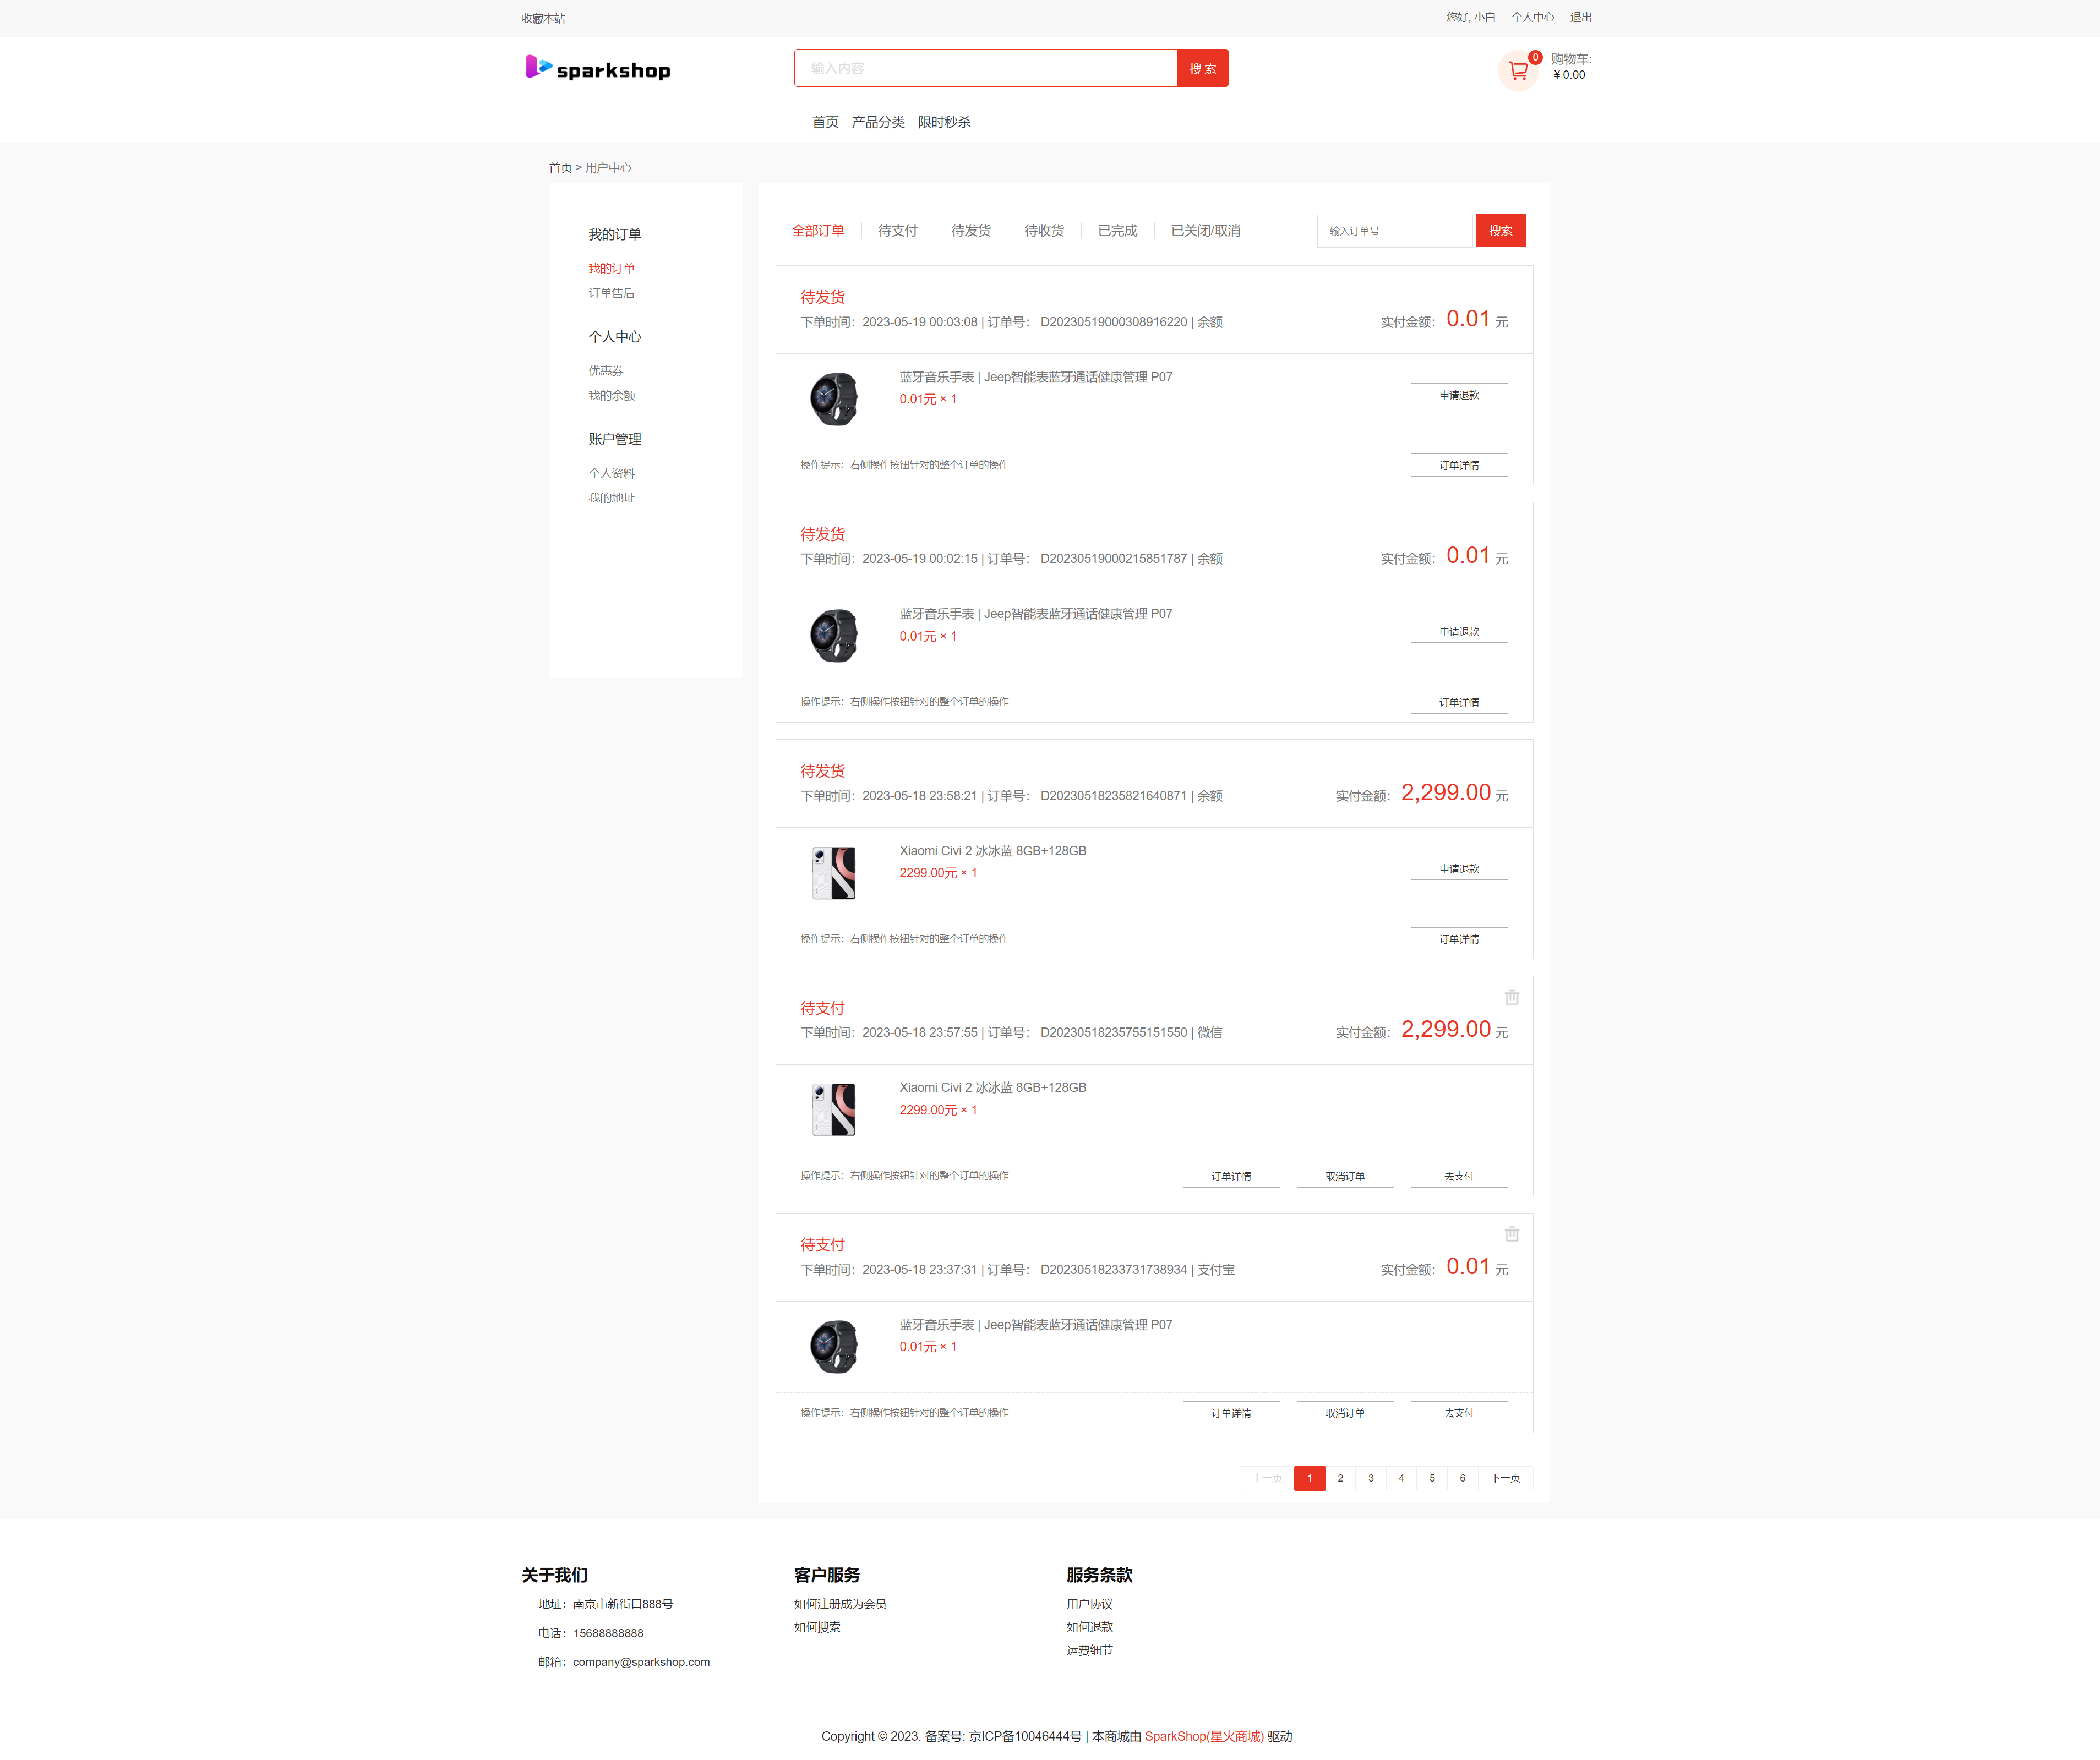 收藏本站
您好, 小白 个人中心 退出
sparkshop
输入内容
搜 索
0
购物车:
¥ 0.00
首页 产品分类 限时秒杀
首页 > 用户中心
我的订单
我的订单
订单售后
个人中心
优惠券
我的余额
账户管理
个人资料
我的地址
全部订单 待支付 待发货 待收货 已完成 已关闭/取消
输入订单号
搜索
待发货
下单时间：2023-05-19 00:03:08 | 订单号： D20230519000308916220 | 余额
实付金额： 0.01 元
蓝牙音乐手表 | Jeep智能表蓝牙通话健康管理 P07
0.01元 × 1
申请退款
操作提示：右侧操作按钮针对的整个订单的操作
订单详情
待发货
下单时间：2023-05-19 00:02:15 | 订单号： D20230519000215851787 | 余额
实付金额： 0.01 元
蓝牙音乐手表 | Jeep智能表蓝牙通话健康管理 P07
0.01元 × 1
申请退款
操作提示：右侧操作按钮针对的整个订单的操作
订单详情
待发货
下单时间：2023-05-18 23:58:21 | 订单号： D20230518235821640871 | 余额
实付金额： 2,299.00 元
Xiaomi Civi 2 冰冰蓝 8GB+128GB
2299.00元 × 1
申请退款
操作提示：右侧操作按钮针对的整个订单的操作
订单详情
待支付
下单时间：2023-05-18 23:57:55 | 订单号： D20230518235755151550 | 微信
实付金额： 2,299.00 元
Xiaomi Civi 2 冰冰蓝 8GB+128GB
2299.00元 × 1
操作提示：右侧操作按钮针对的整个订单的操作
订单详情 取消订单 去支付
待支付
下单时间：2023-05-18 23:37:31 | 订单号： D20230518233731738934 | 支付宝
实付金额： 0.01 元
蓝牙音乐手表 | Jeep智能表蓝牙通话健康管理 P07
0.01元 × 1
操作提示：右侧操作按钮针对的整个订单的操作
订单详情 取消订单 去支付
上一页 1 2 3 4 5 6 下一页
关于我们
地址：南京市新街口888号
电话：15688888888
邮箱：company@sparkshop.com
客户服务
如何注册成为会员
如何搜索
服务条款
用户协议
如何退款
运费细节
Copyright © 2023. 备案号: 京ICP备10046444号 | 本商城由 SparkShop(星火商城) 驱动